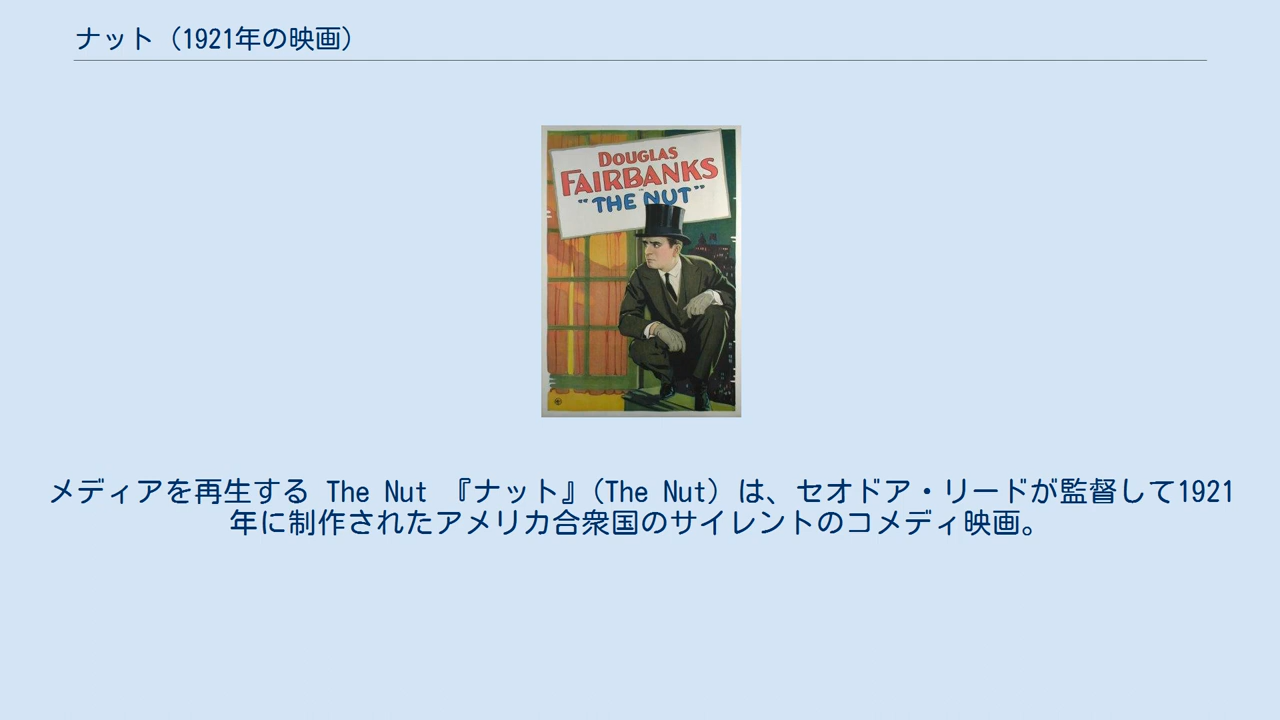 ナット（1921年の映画）
DOUGLAS
FAIRBANKS
IN
"THE NUT"
メディアを再生する The Nut 『ナット』（The Nut）は、セオドア・リードが監督して1921
年に制作されたアメリカ合衆国のサイレントのコメディ映画。